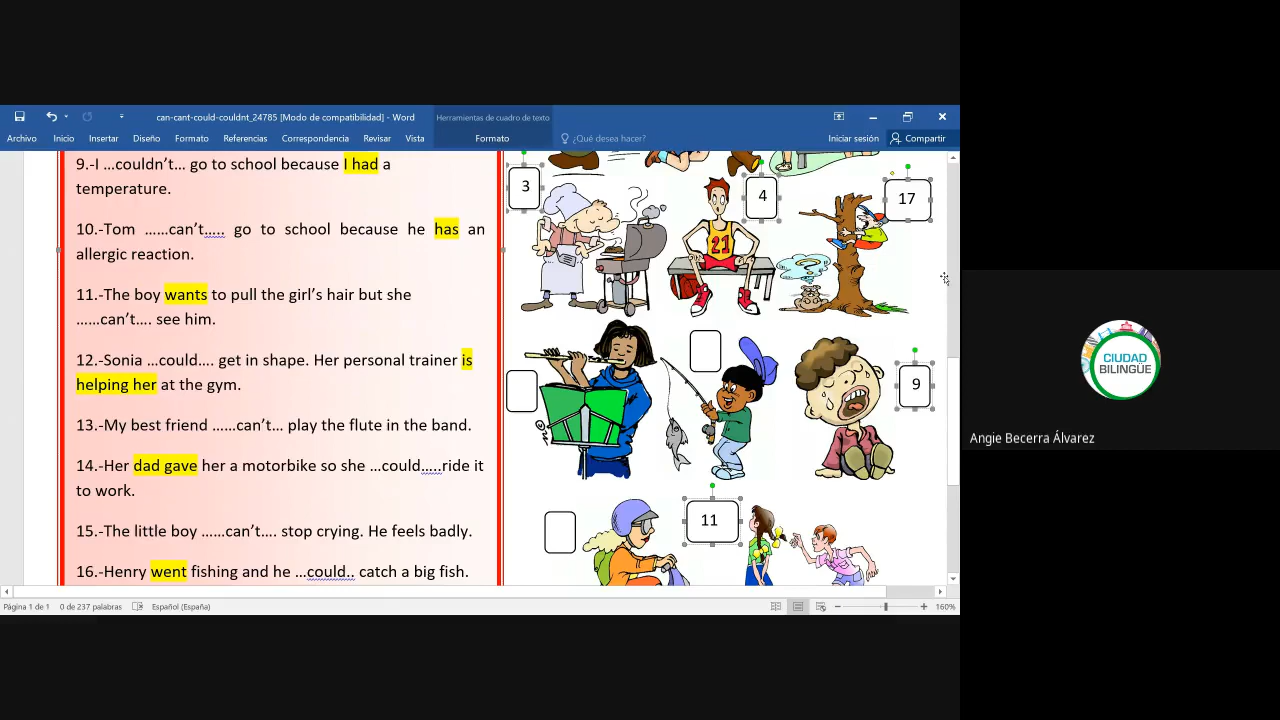 can-cant-could-couldnt_24785 [Modo de compatibilidad] - Word
Herramientas de cuadro de texto
Archivo Inicio Insertar Diseño Formato Referencias Correspondencia Revisar Vista Formato ¿Qué desea hacer? Iniciar sesión Compartir
9.-I ...couldn't... go to school because I had a
temperature.
10.-Tom ......can't..... go to school because he has an
allergic reaction.
11.-The boy wants to pull the girl's hair but she
......can't.... see him.
12.-Sonia ...could.... get in shape. Her personal trainer is
helping her at the gym.
13.-My best friend ......can't... play the flute in the band.
14.-Her dad gave her a motorbike so she ...could.....ride it
to work.
15.-The little boy ......can't.... stop crying. He feels badly.
16.-Henry went fishing and he ...could.. catch a big fish.
3
4
17
21
9
11
CIUDAD
BILINGÜE
Angie Becerra Álvarez
Página 1 de 1 0 de 237 palabras Español (España) 160%